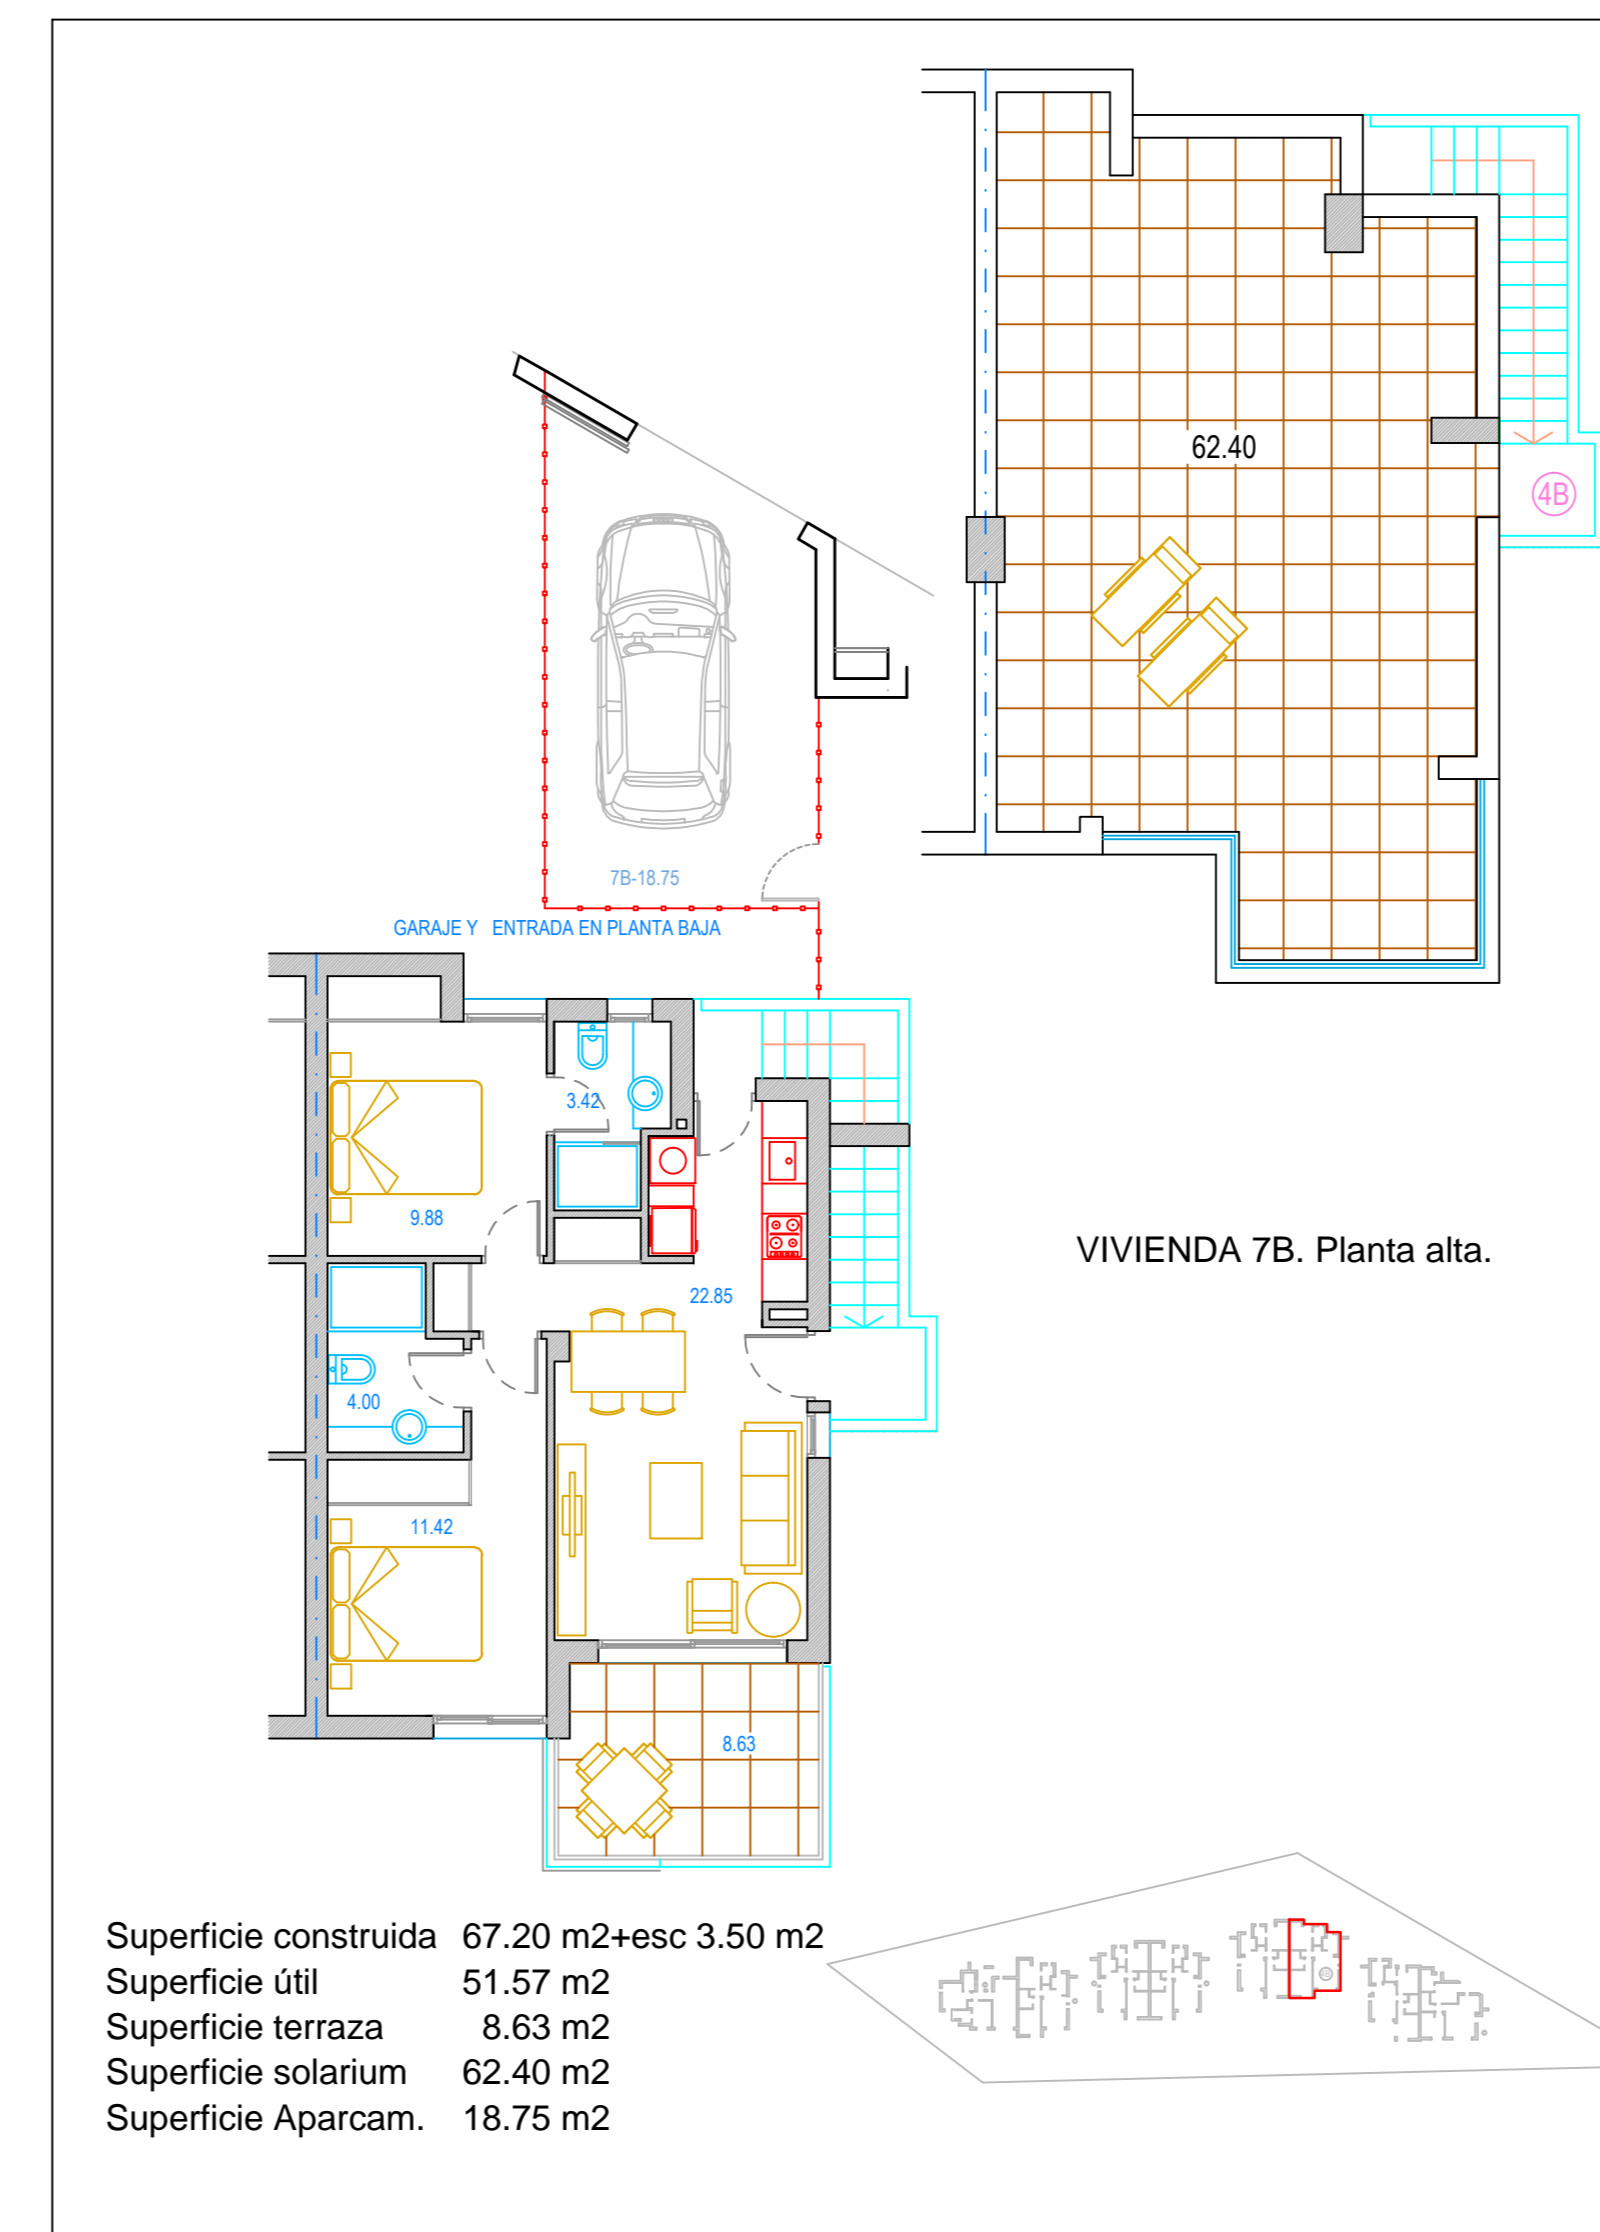 62.40
4B
7B-18.75
GARAJE Y ENTRADA EN PLANTA BAJA
3.42
9.88
22.85
4.00
11.42
8.63
VIVIENDA 7B. Planta alta.
Superficie construida 67.20 m2+esc 3.50 m2
Superficie útil 51.57 m2
Superficie terraza 8.63 m2
Superficie solarium 62.40 m2
Superficie Aparcam. 18.75 m2